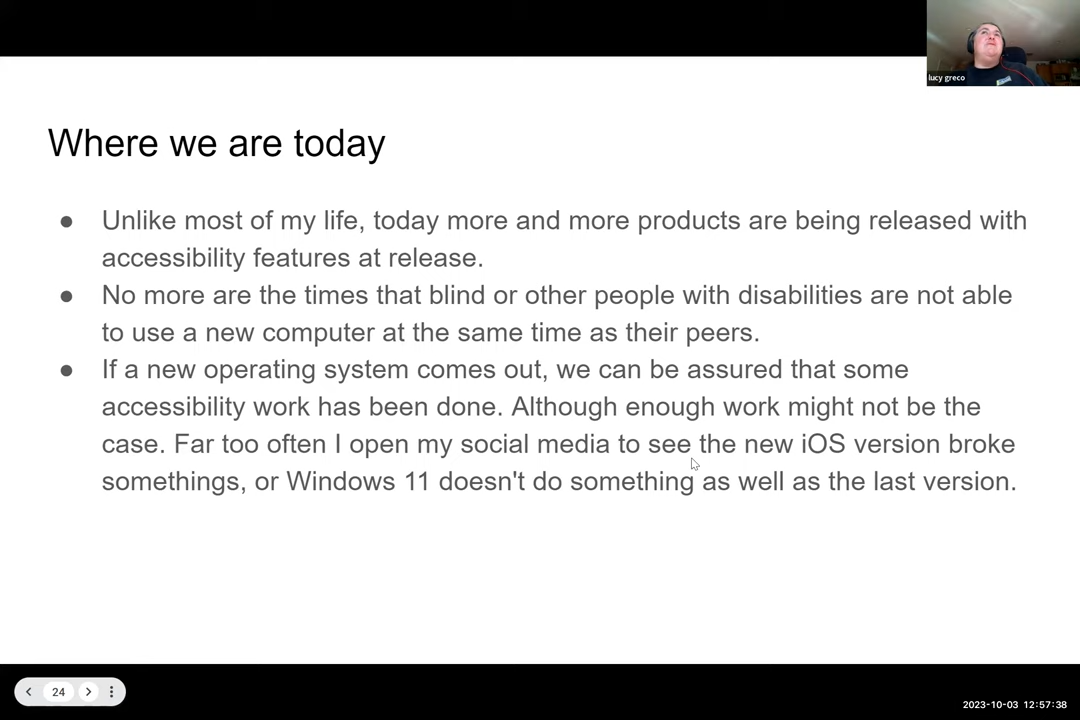 lucy greco
Where we are today
● Unlike most of my life, today more and more products are being released with
accessibility features at release.
● No more are the times that blind or other people with disabilities are not able
to use a new computer at the same time as their peers.
● If a new operating system comes out, we can be assured that some
accessibility work has been done. Although enough work might not be the
case. Far too often I open my social media to see the new iOS version broke
somethings, or Windows 11 doesn't do something as well as the last version.
24
2023-10-03 12:57:38